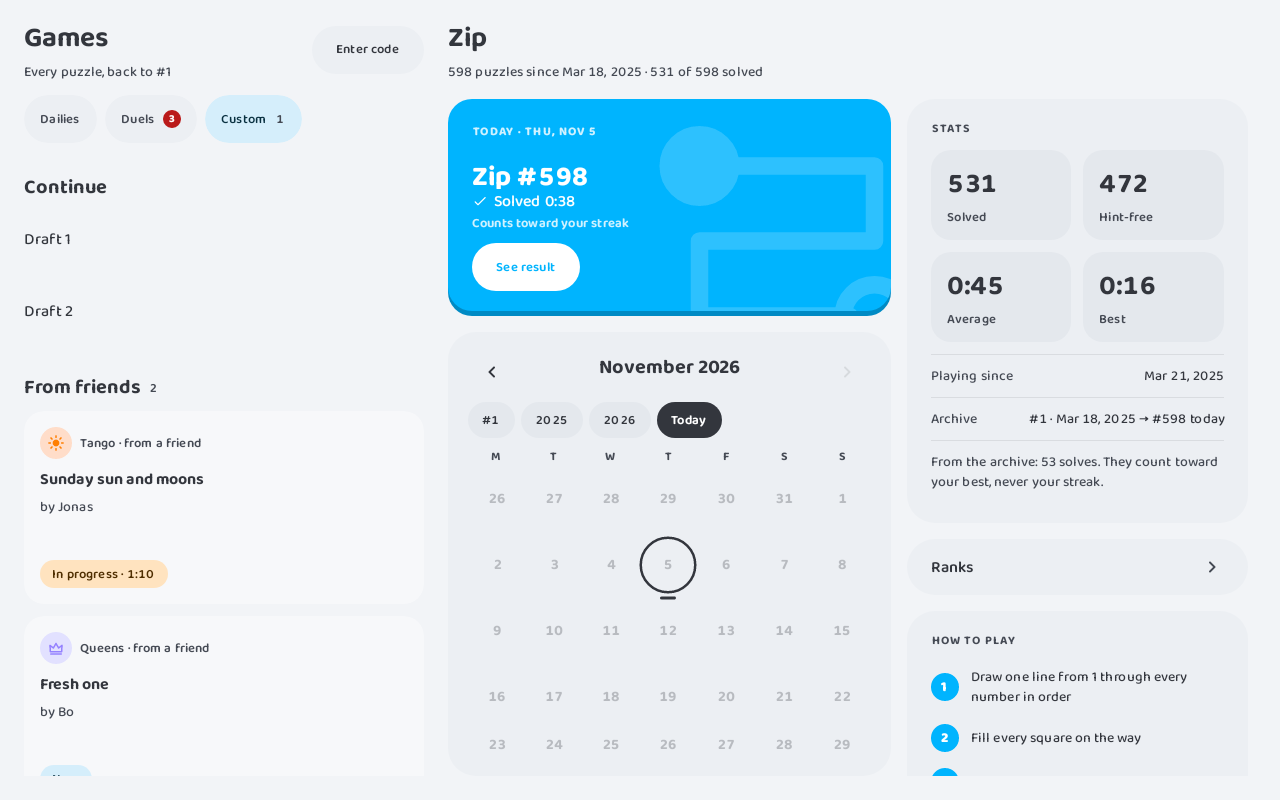 Games
Enter code
Every puzzle, back to #1
Dailies
Duels 3
Custom 1
Continue
Draft 1
Draft 2
From friends 2
Tango · from a friend
Sunday sun and moons
by Jonas
In progress · 1:10
Queens · from a friend
Fresh one
by Bo
Zip
598 puzzles since Mar 18, 2025 · 531 of 598 solved
TODAY · THU, NOV 5
Zip #598
Solved 0:38
Counts toward your streak
See result
November 2026
#1 2025 2026 Today
M T W T F S S
26 27 28 29 30 31 1
2 3 4 5 6 7 8
9 10 11 12 13 14 15
16 17 18 19 20 21 22
23 24 25 26 27 28 29
STATS
531
Solved
472
Hint-free
0:45
Average
0:16
Best
Playing since Mar 21, 2025
Archive #1 · Mar 18, 2025 → #598 today
From the archive: 53 solves. They count toward
your best, never your streak.
Ranks
HOW TO PLAY
1 Draw one line from 1 through every
number in order
2 Fill every square on the way